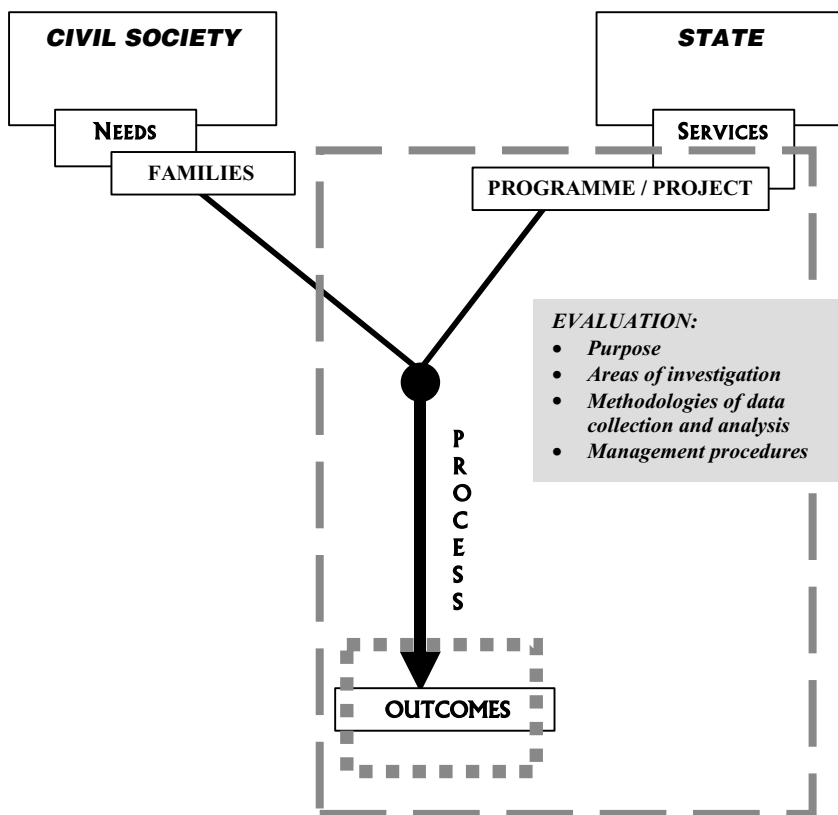 CIVIL SOCIETY
STATE
NEEDS
SERVICES
FAMILIES
PROGRAMME / PROJECT
EVALUATION:
• Purpose
• Areas of investigation
• Methodologies of data
collection and analysis
• Management procedures
PROCESS
OUTCOMES